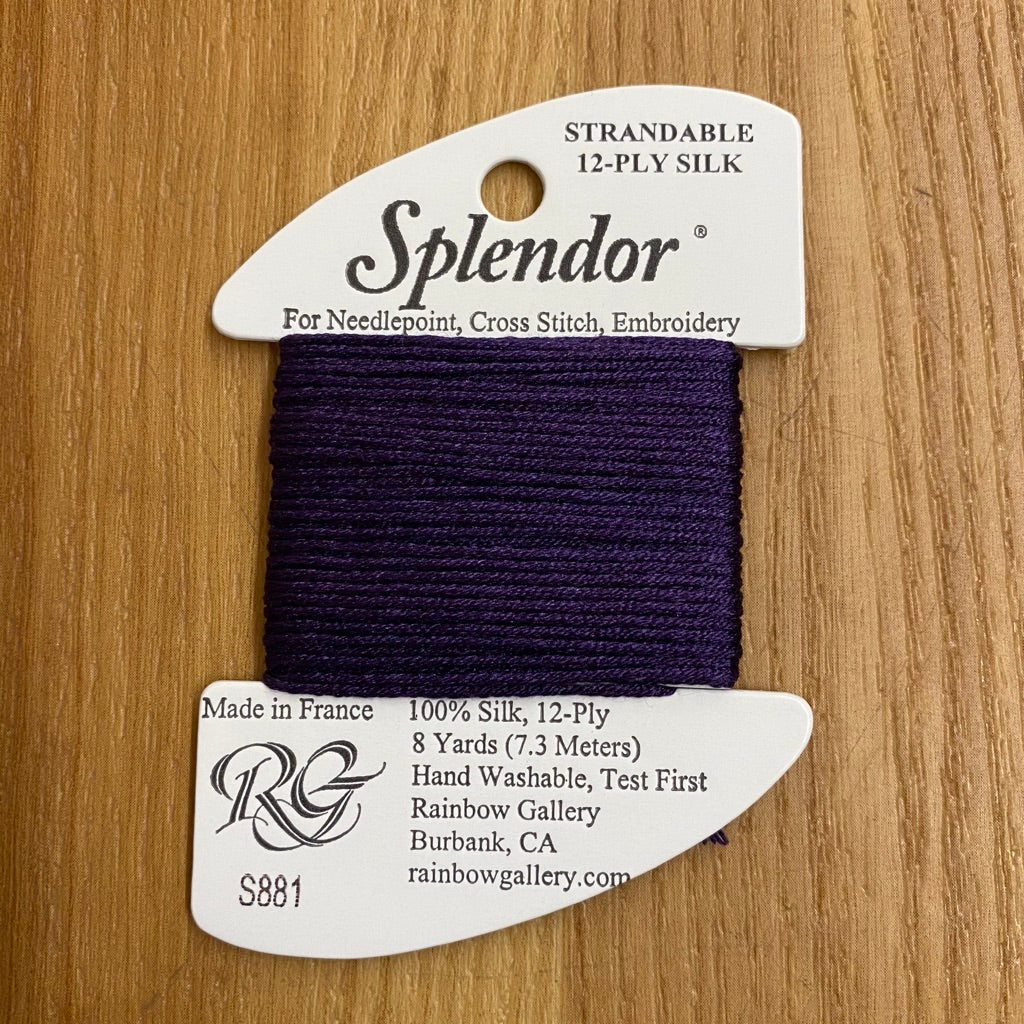 STRANDABLE
12-PLY SILK
Splendor ®
For Needlepoint, Cross Stitch, Embroidery
Made in France
RG
S881
100% Silk, 12-Ply
8 Yards (7.3 Meters)
Hand Washable, Test First
Rainbow Gallery
Burbank, CA
rainbowgallery.com